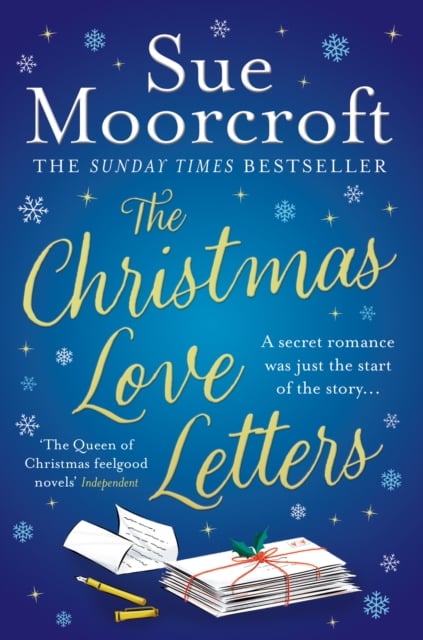 Sue
Moorcroft
THE SUNDAY TIMES BESTSELLER
The
Christmas
Love
Letters
A secret romance
was just the start
of the story...
‘The Queen of
Christmas feelgood
novels’ Independent